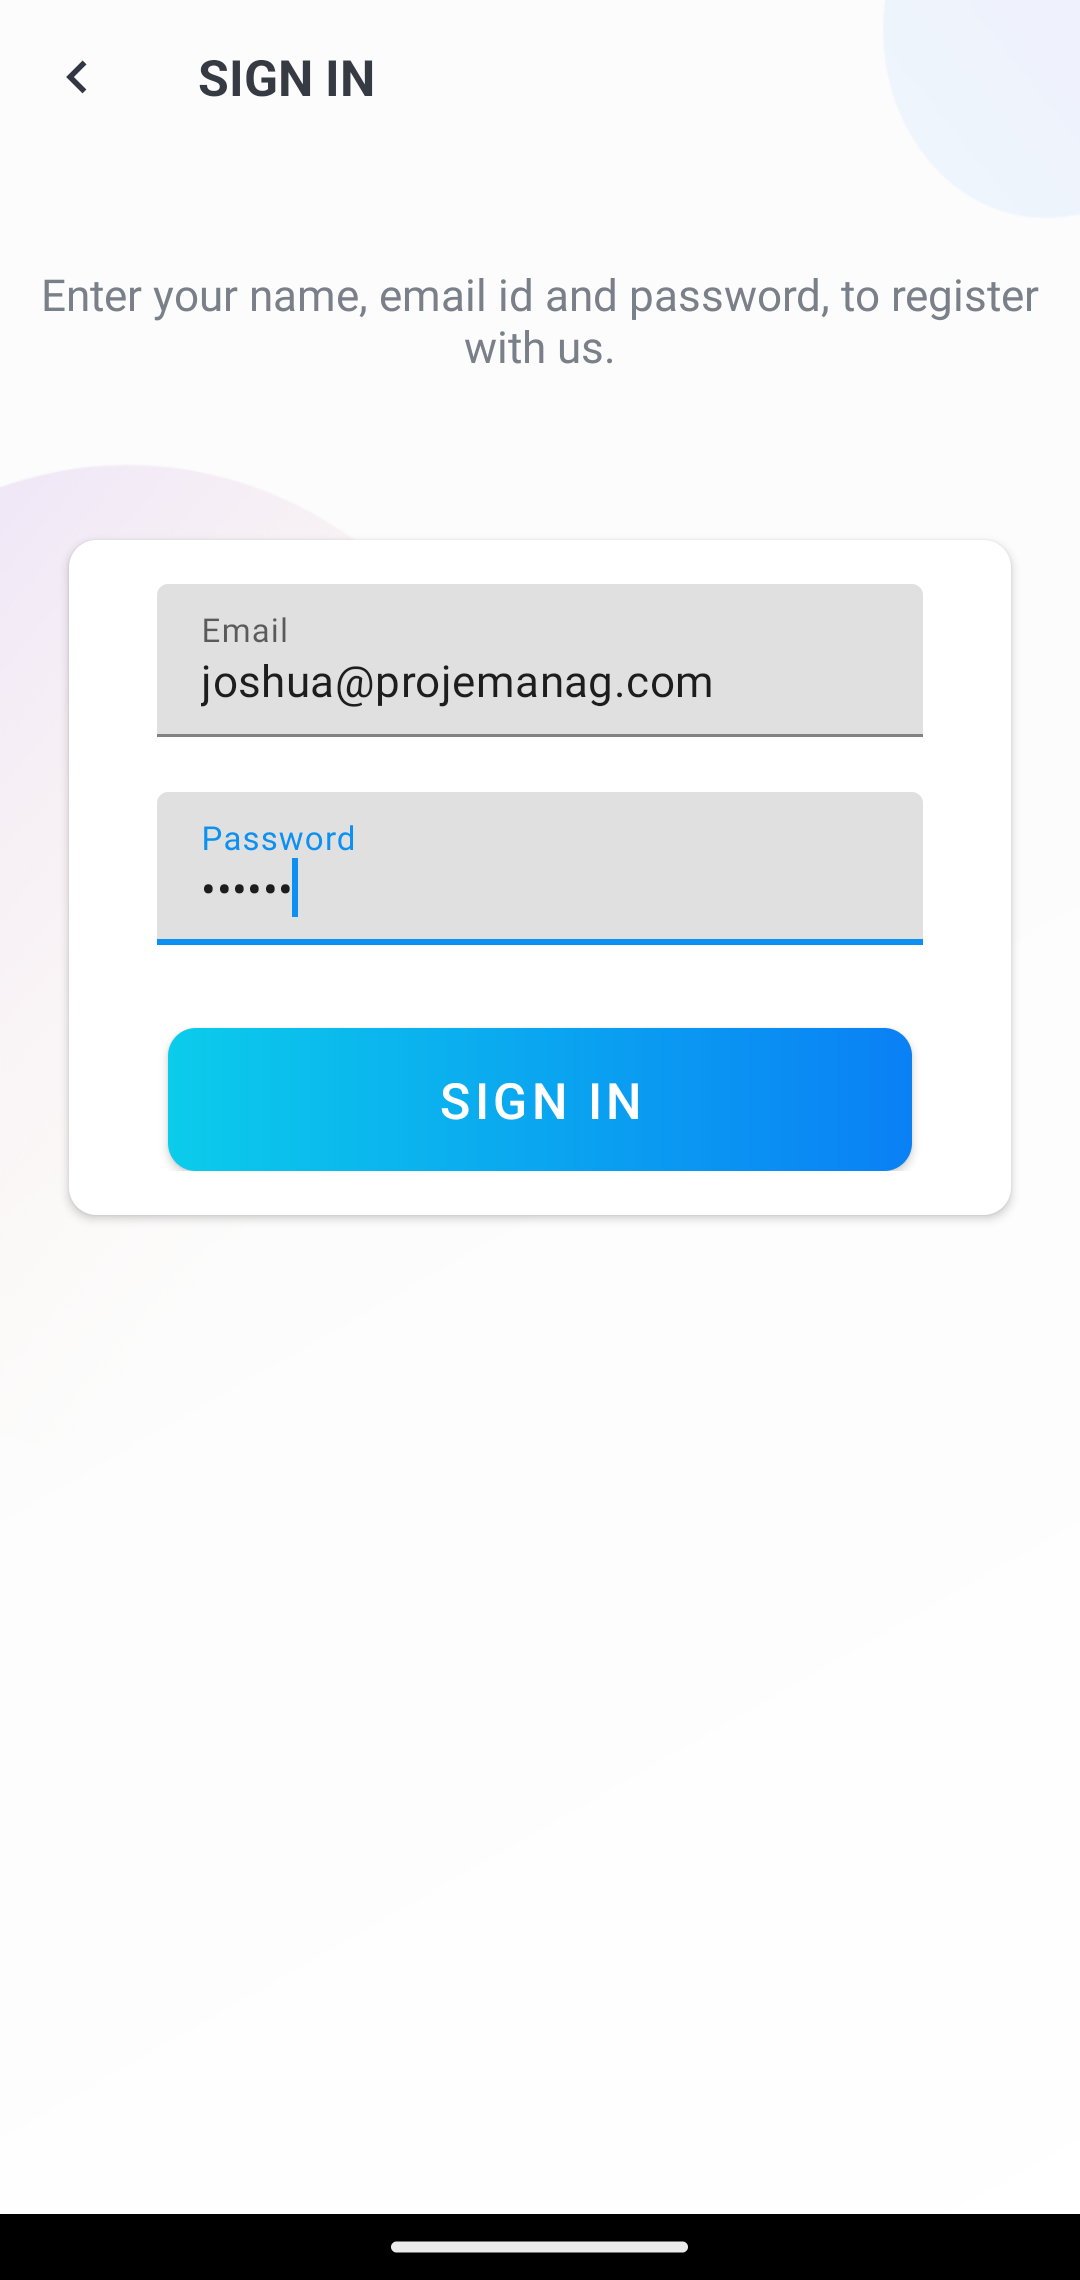 SIGN IN
Enter your name, email id and password, to register
with us.
Email
joshua@projemanag.com
Password
••••••
SIGN IN